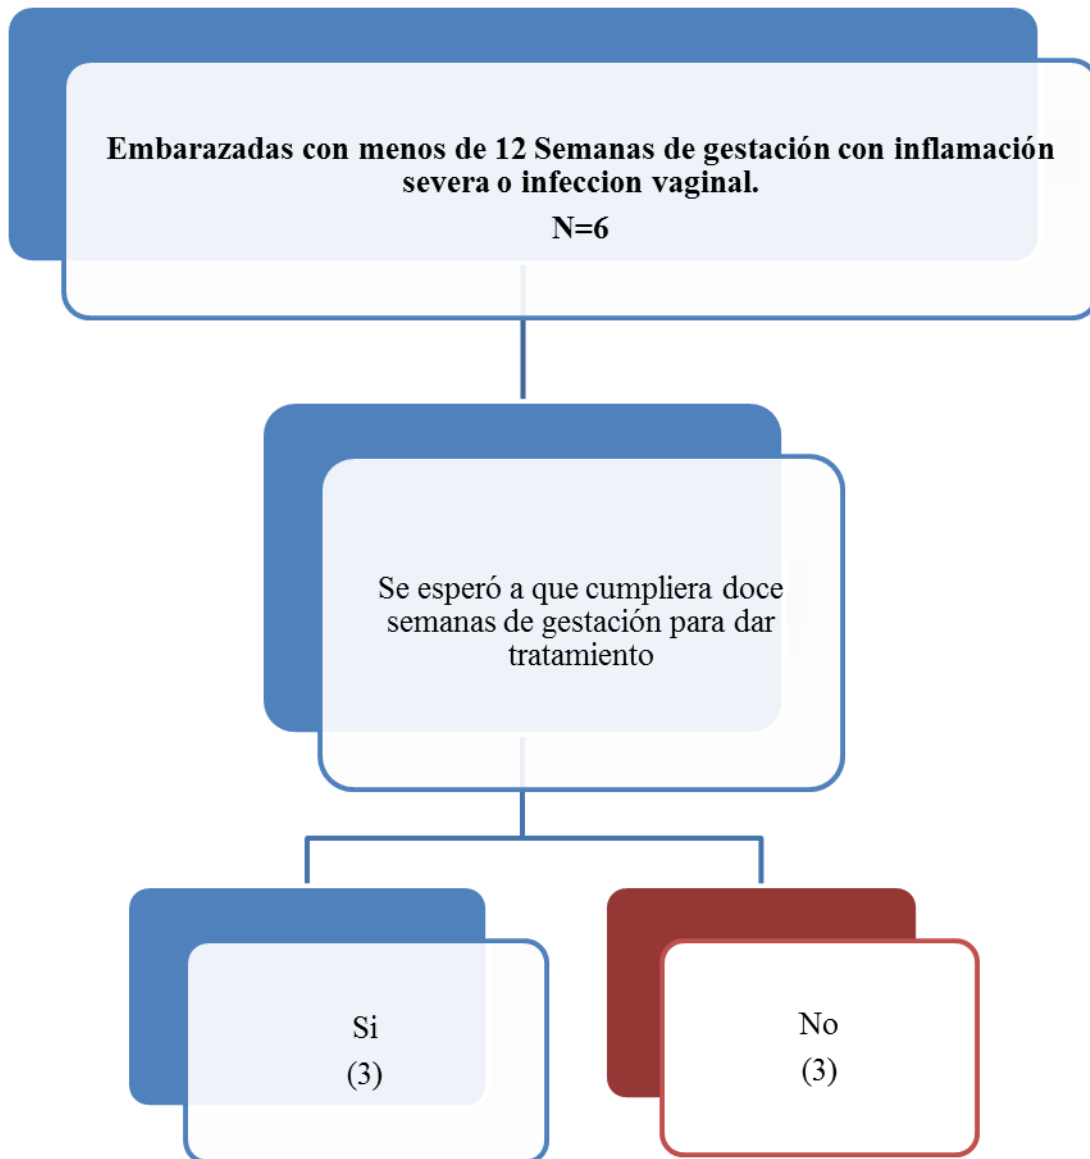 Embarazadas con menos de 12 Semanas de gestación con inflamación
severa o infeccion vaginal.
N=6
Se esperó a que cumpliera doce
semanas de gestación para dar
tratamiento
Si
(3)
No
(3)